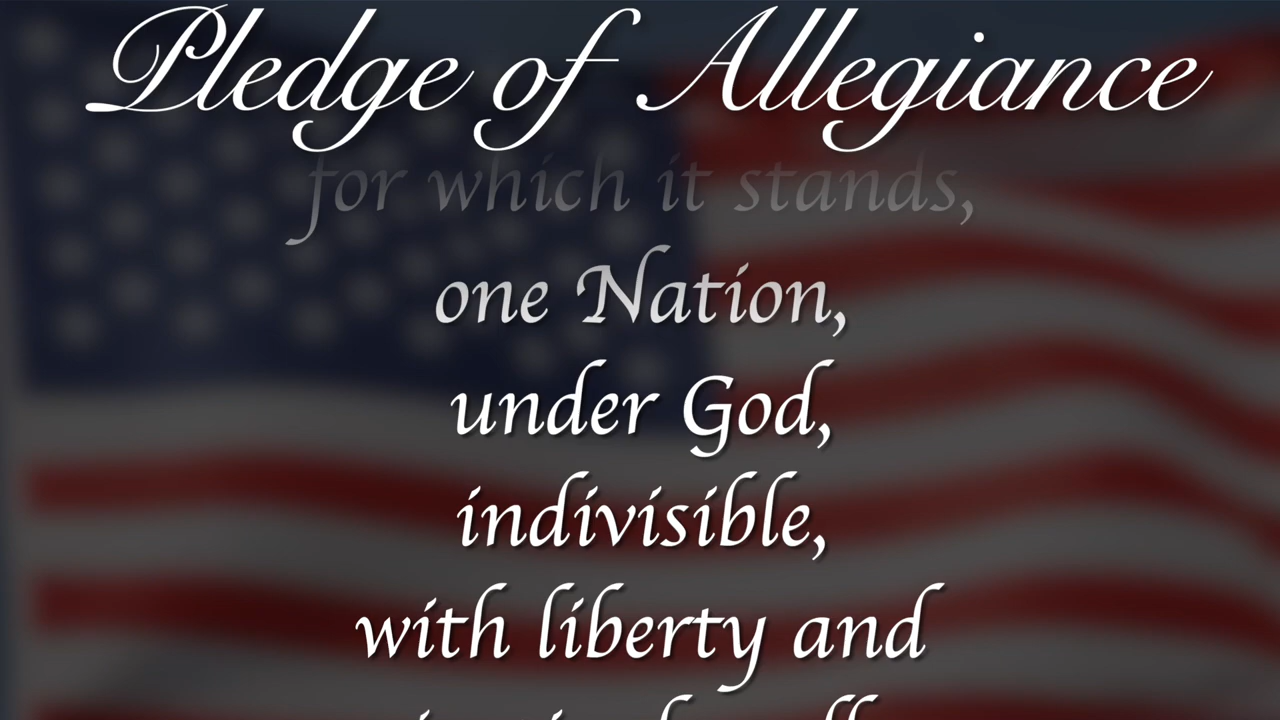 Pledge of Allegiance
for which it stands,
one Nation,
under God,
indivisible,
with liberty and